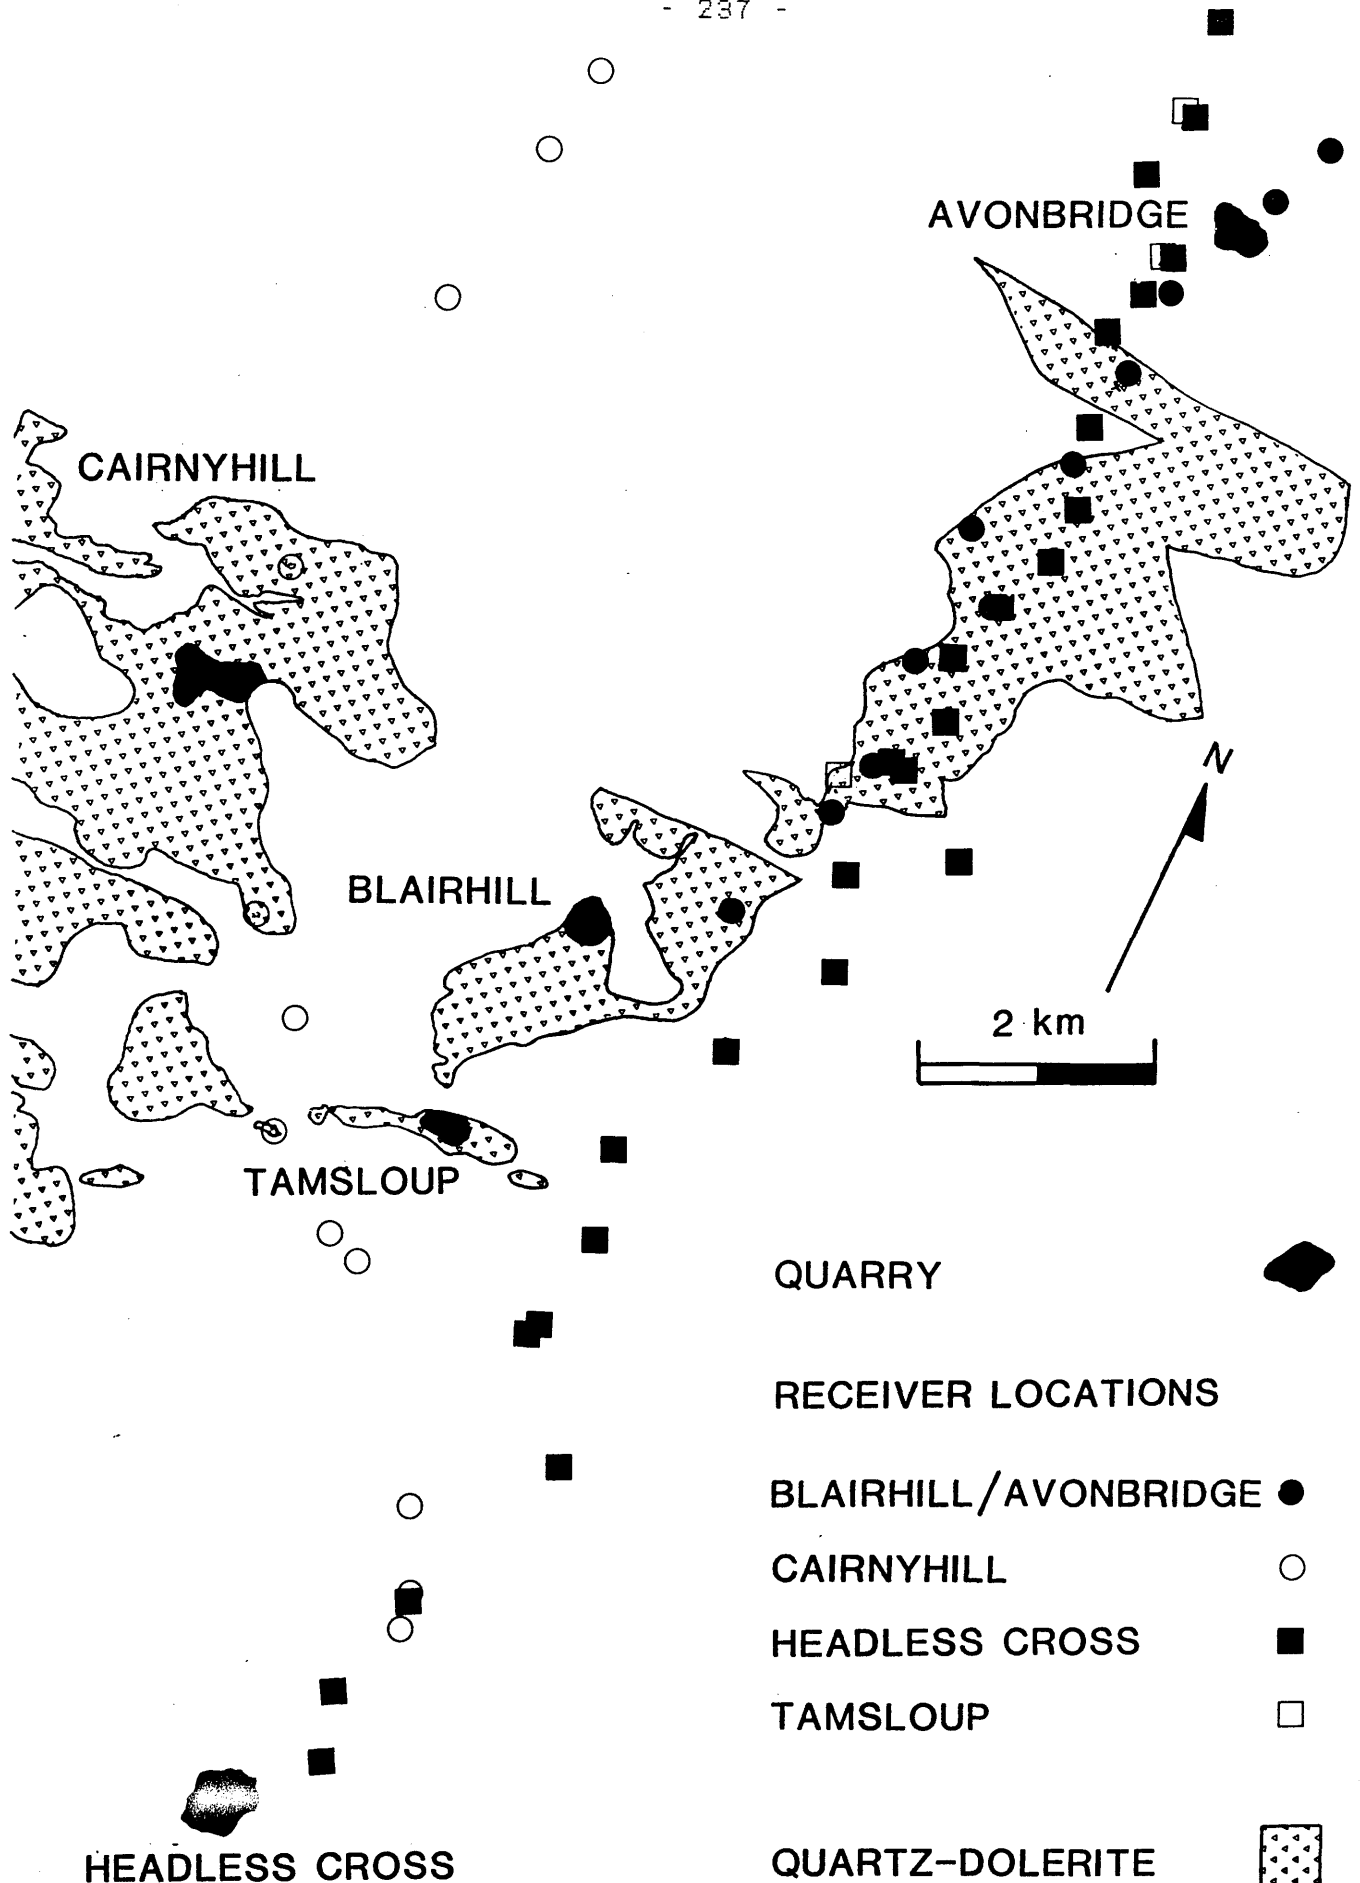 - 237 -
AVONBRIDGE
CAIRNYHILL
N
BLAIRHILL
2 km
TAMSLOUP
QUARRY
RECEIVER LOCATIONS
BLAIRHILL/AVONBRIDGE
CAIRNYHILL
HEADLESS CROSS
TAMSLOUP
HEADLESS CROSS
QUARTZ-DOLERITE